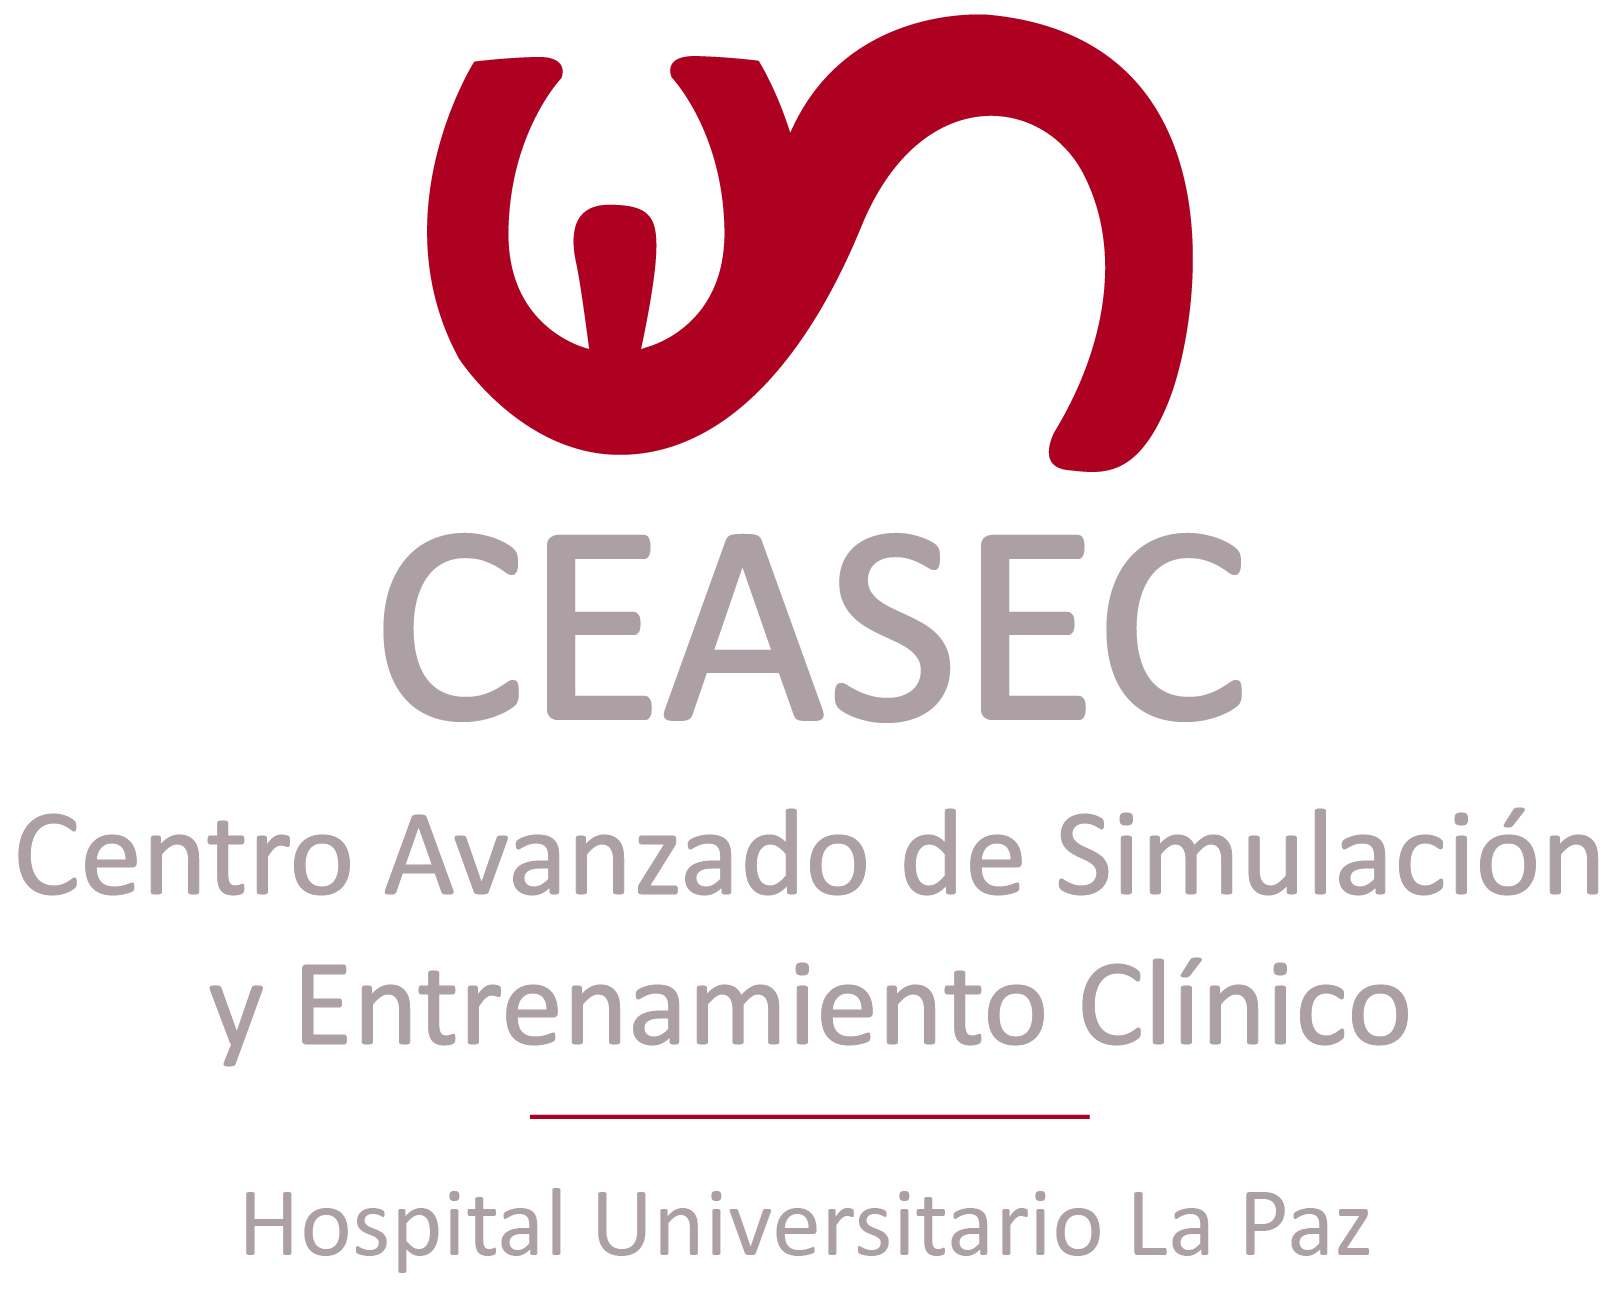 CEASEC
Centro Avanzado de Simulación
y Entrenamiento Clínico
Hospital Universitario La Paz